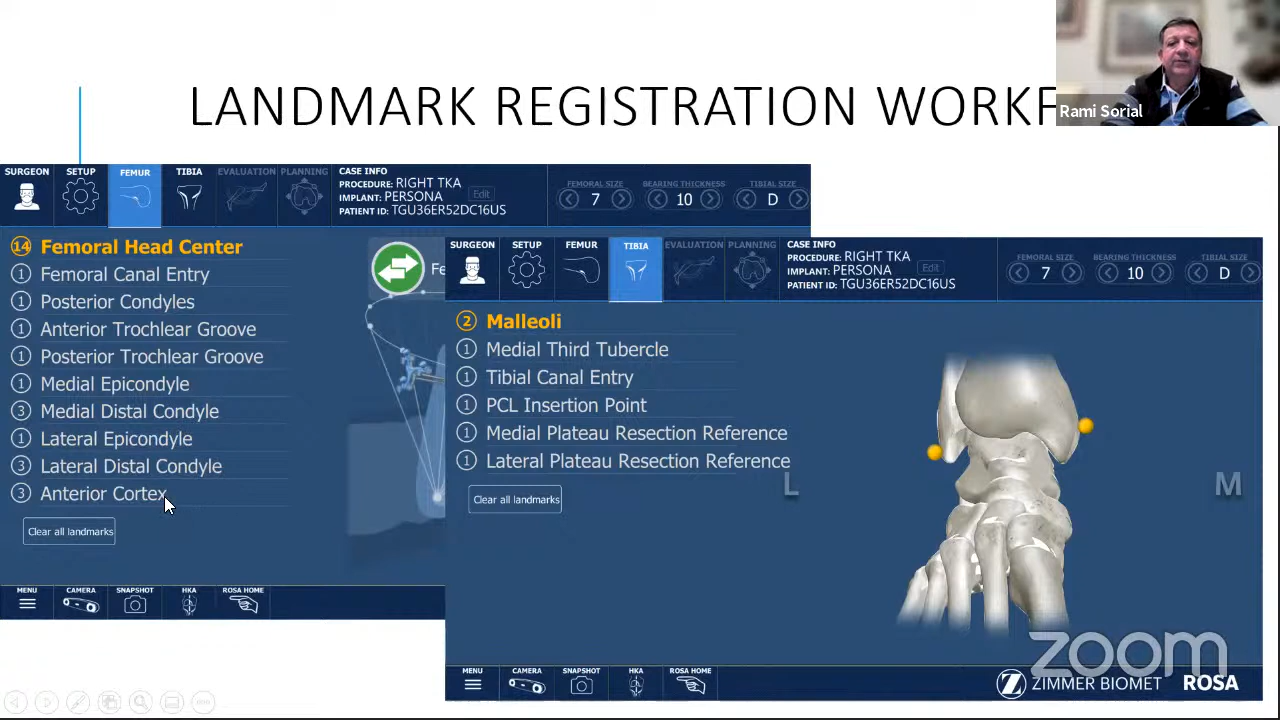 LANDMARK REGISTRATION WORKF
Rami Sorial
SURGEON
SETUP
FEMUR
TIBIA
EVALUATION
PLANNING
CASE INFO
PROCEDURE: RIGHT TKA
IMPLANT: PERSONA
Edit
PATIENT ID: TGU36ER52DC16US
FEMORAL SIZE
7
BEARING THICKNESS
10
TIBIAL SIZE
D
14 Femoral Head Center
1 Femoral Canal Entry
1 Posterior Condyles
1 Anterior Trochlear Groove
1 Posterior Trochlear Groove
1 Medial Epicondyle
3 Medial Distal Condyle
1 Lateral Epicondyle
3 Lateral Distal Condyle
3 Anterior Cortex
Clear all landmarks
Fe
MENU
CAMERA
SNAPSHOT
HKA
ROSA HOME
SURGEON
SETUP
FEMUR
TIBIA
EVALUATION
PLANNING
CASE INFO
PROCEDURE: RIGHT TKA
IMPLANT: PERSONA
Edit
PATIENT ID: TGU36ER52DC16US
FEMORAL SIZE
7
BEARING THICKNESS
10
TIBIAL SIZE
D
2 Malleoli
1 Medial Third Tubercle
1 Tibial Canal Entry
1 PCL Insertion Point
1 Medial Plateau Resection Reference
1 Lateral Plateau Resection Reference
Clear all landmarks
L
M
MENU
CAMERA
SNAPSHOT
HKA
ROSA HOME
zoom
ZIMMER BIOMET
ROSA